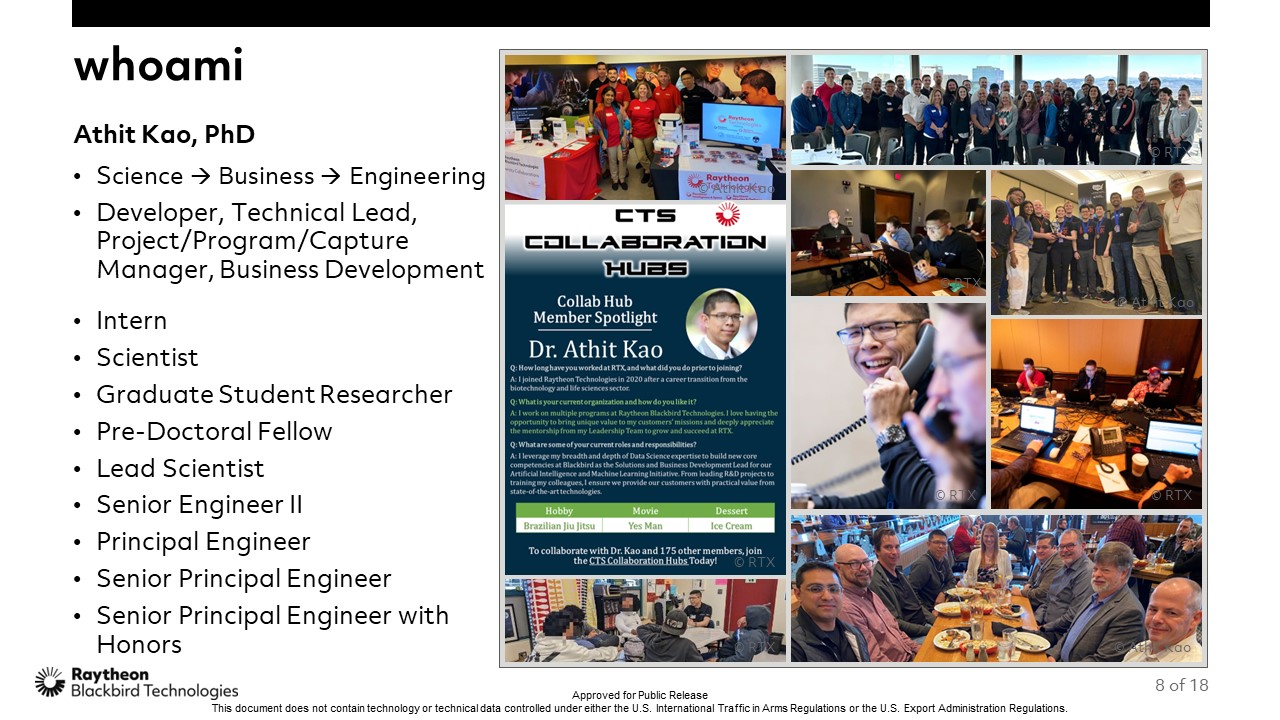 whoami
Athit Kao, PhD
• Science → Business → Engineering
• Developer, Technical Lead,
Project/Program/Capture
Manager, Business Development
• Intern
• Scientist
• Graduate Student Researcher
• Pre-Doctoral Fellow
• Lead Scientist
• Senior Engineer II
• Principal Engineer
• Senior Principal Engineer
• Senior Principal Engineer with
Honors
Raytheon
Technologies
Raytheon
© Athit Kao
© RTX
CTS
COLLABORATION
HUBS
Collab Hub
Member Spotlight
Dr. Athit Kao
Q: How long have you worked at RTX, and what did you do prior to joining?
A: I joined Raytheon Technologies in 2020 after a career transition from the
biotechnology and life sciences sector.
Q: What is your current organization and how do you like it?
A: I work on multiple programs at Raytheon Blackbird Technologies. I love having the
opportunity to bring unique value to my customers' missions and deeply appreciate
the mentorship from my Leadership Team to grow and succeed at RTX.
Q: What are some of your current roles and responsibilities?
A: I leverage my breadth and depth of Data Science expertise to build new core
competencies at Blackbird as the Solutions and Business Development Lead for our
Artificial Intelligence and Machine Learning Initiative. From leading R&D projects to
training my colleagues, I ensure we provide our customers with practical value from
state-of-the-art technologies.
Hobby Movie Dessert
Brazilian Jiu Jitsu Yes Man Ice Cream
To collaborate with Dr. Kao and 175 other members, join
the CTS Collaboration Hubs Today!
© RTX
© RTX
© Athit Kao
© RTX
© RTX
© RTX
© Athit Kao
Raytheon
Blackbird Technologies
8 of 18
Approved for Public Release
This document does not contain technology or technical data controlled under either the U.S. International Traffic in Arms Regulations or the U.S. Export Administration Regulations.